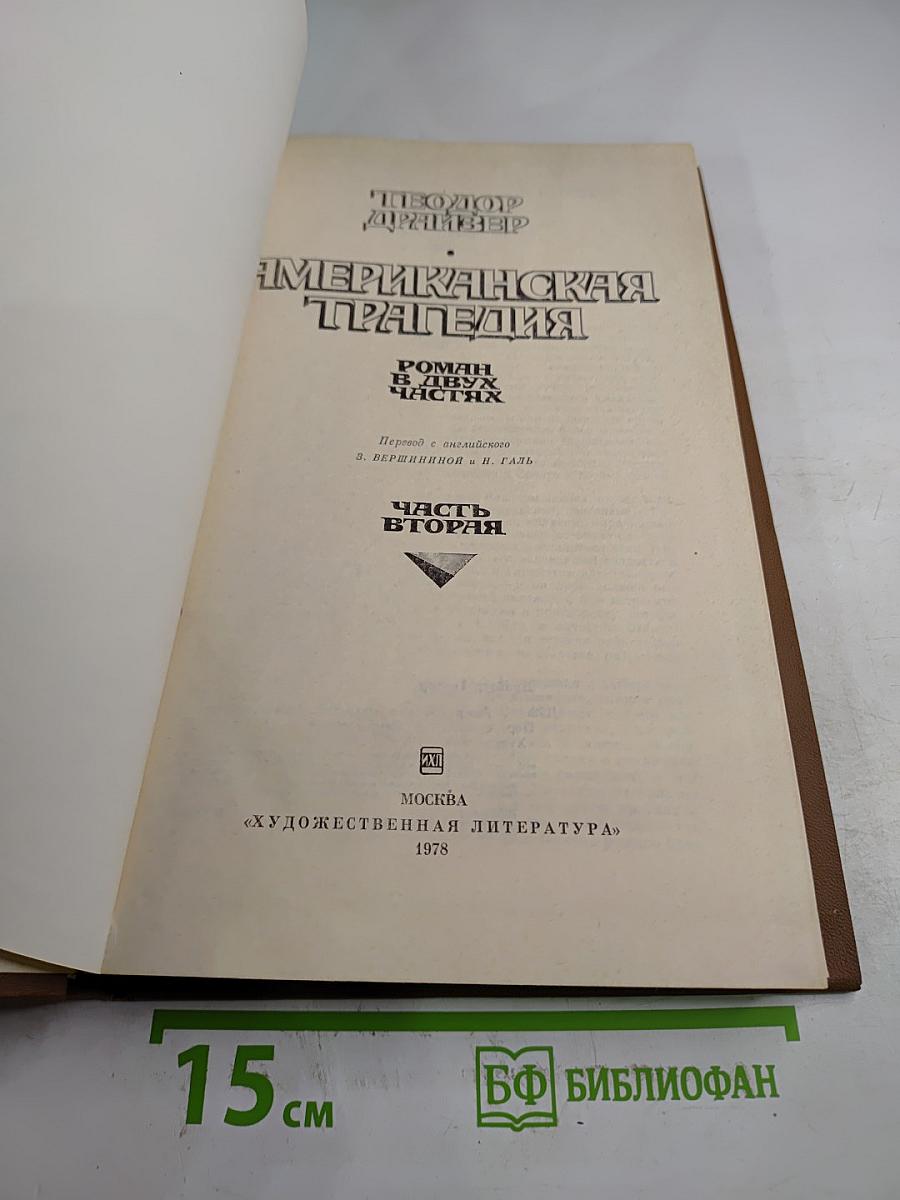 ТЕОДОР
ДРАЙЗЕР
АМЕРИКАНСКАЯ
ТРАГЕДИЯ
РОМАН
В ДВУХ
ЧАСТЯХ
Перевод с английского
З. ВЕРШИНИНОЙ и Н. ГАЛЬ
ЧАСТЬ
ВТОРАЯ
ИХЛ
МОСКВА
«ХУДОЖЕСТВЕННАЯ ЛИТЕРАТУРА»
1978
15 см
БФ БИБЛИОФАН